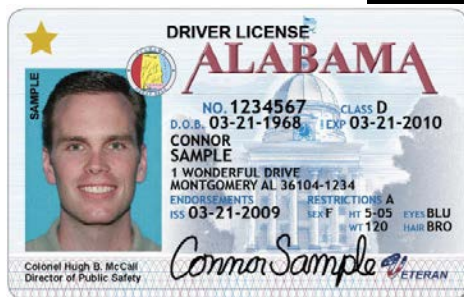 DRIVER LICENSE
ALABAMA
SAMPLE
NO. 1234567 CLASS D
D.O.B. 03-21-1968 EXP 03-21-2010
CONNOR
SAMPLE
1 WONDERFUL DRIVE
MONTGOMERY AL 36104-1234
ENDORSEMENTS RESTRICTIONS A
ISS 03-21-2009 SEX F HT 5-05 EYES BLU
WT 120 HAIR BRO
Connor Sample
VETERAN
Colonel Hugh B. McCall
Director of Public Safety